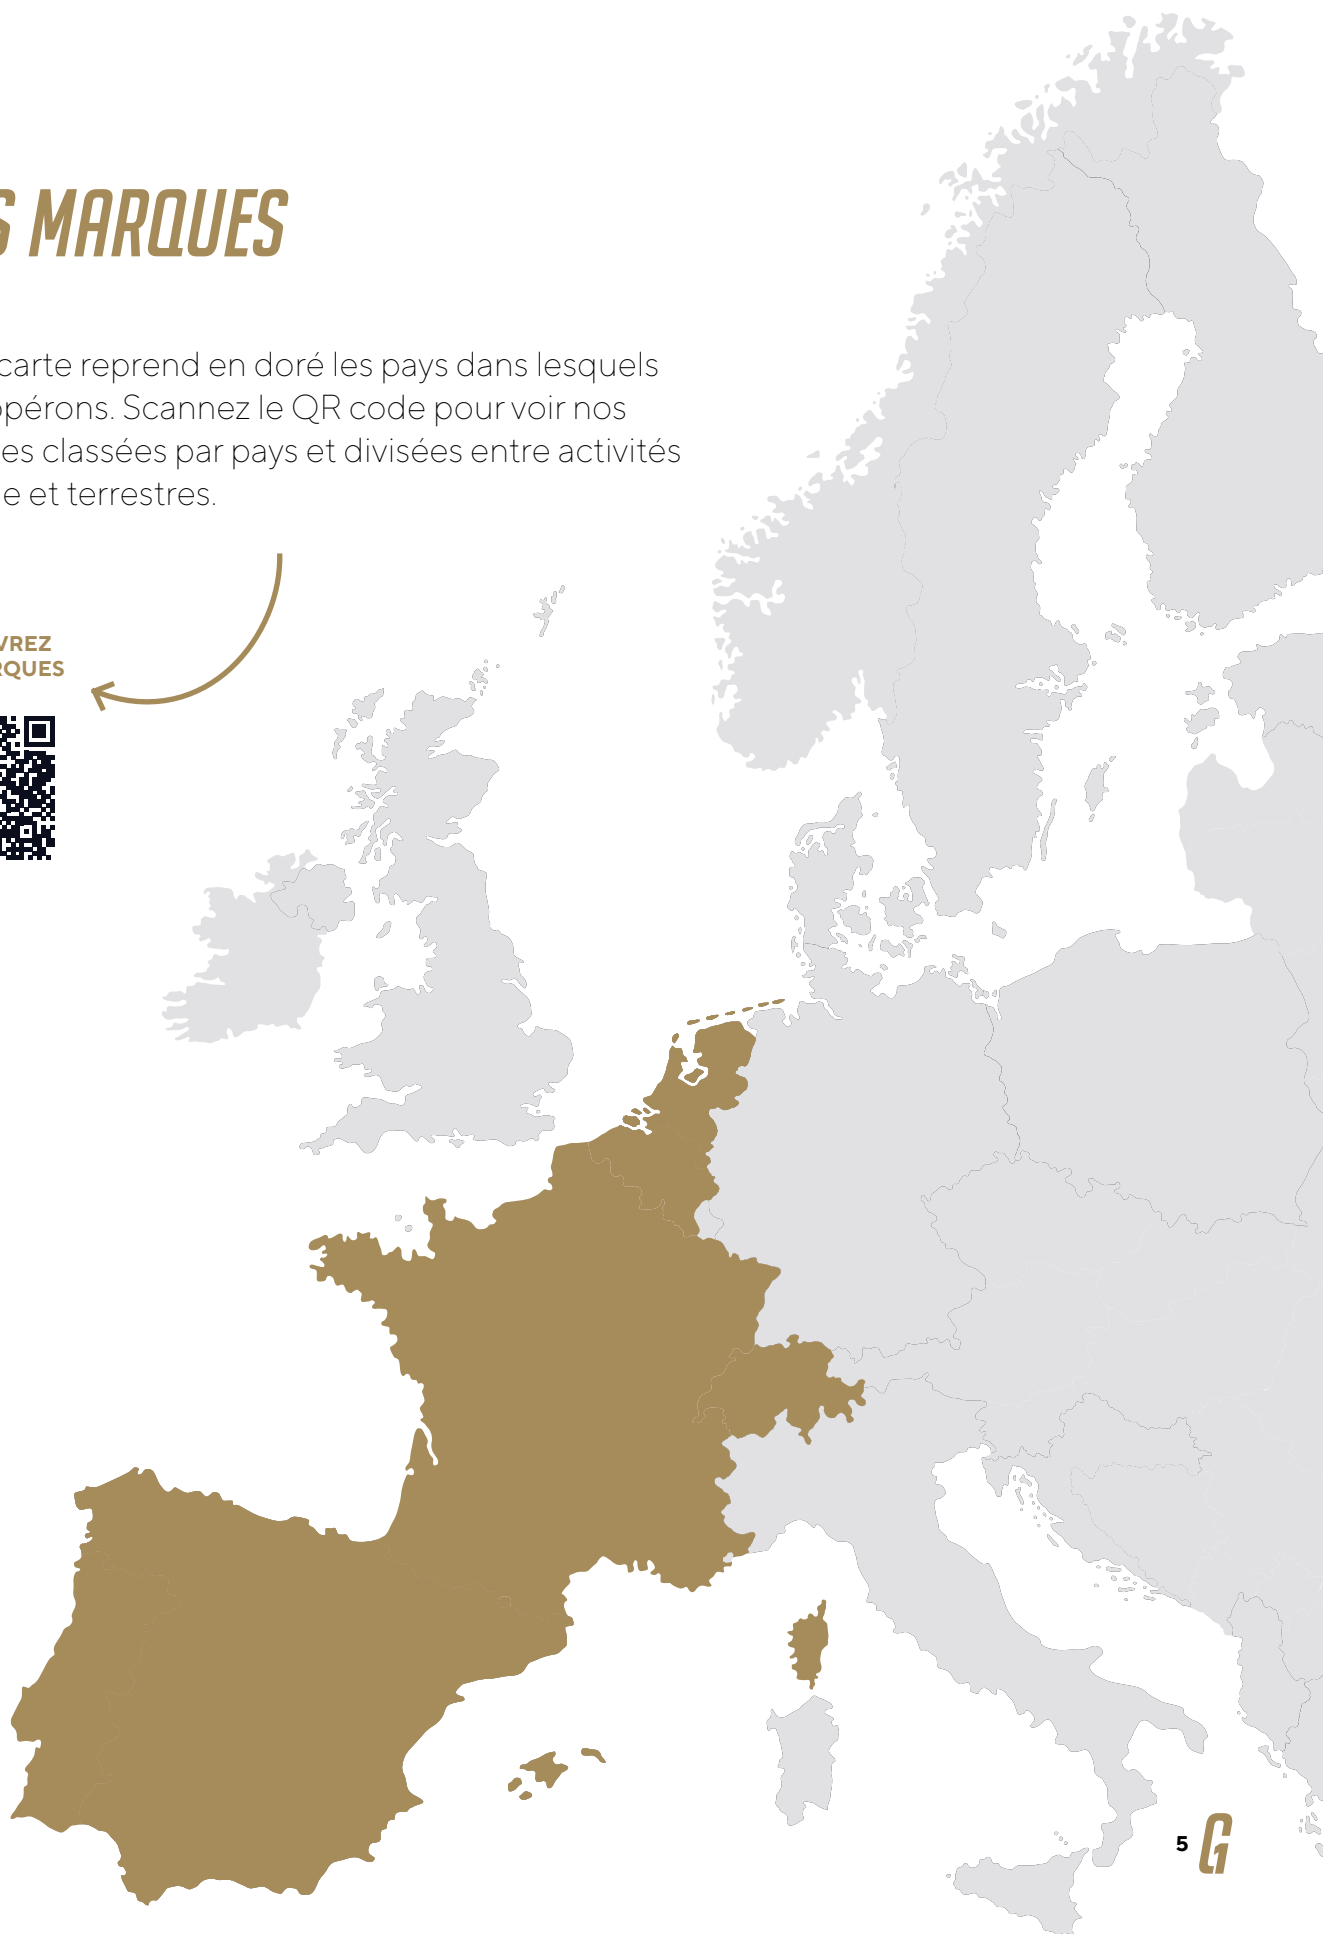 S MARQUES
carte reprend en doré les pays dans lesquels
opérons. Scannez le QR code pour voir nos
es classées par pays et divisées entre activités
e et terrestres.
VREZ
RQUES
5 G